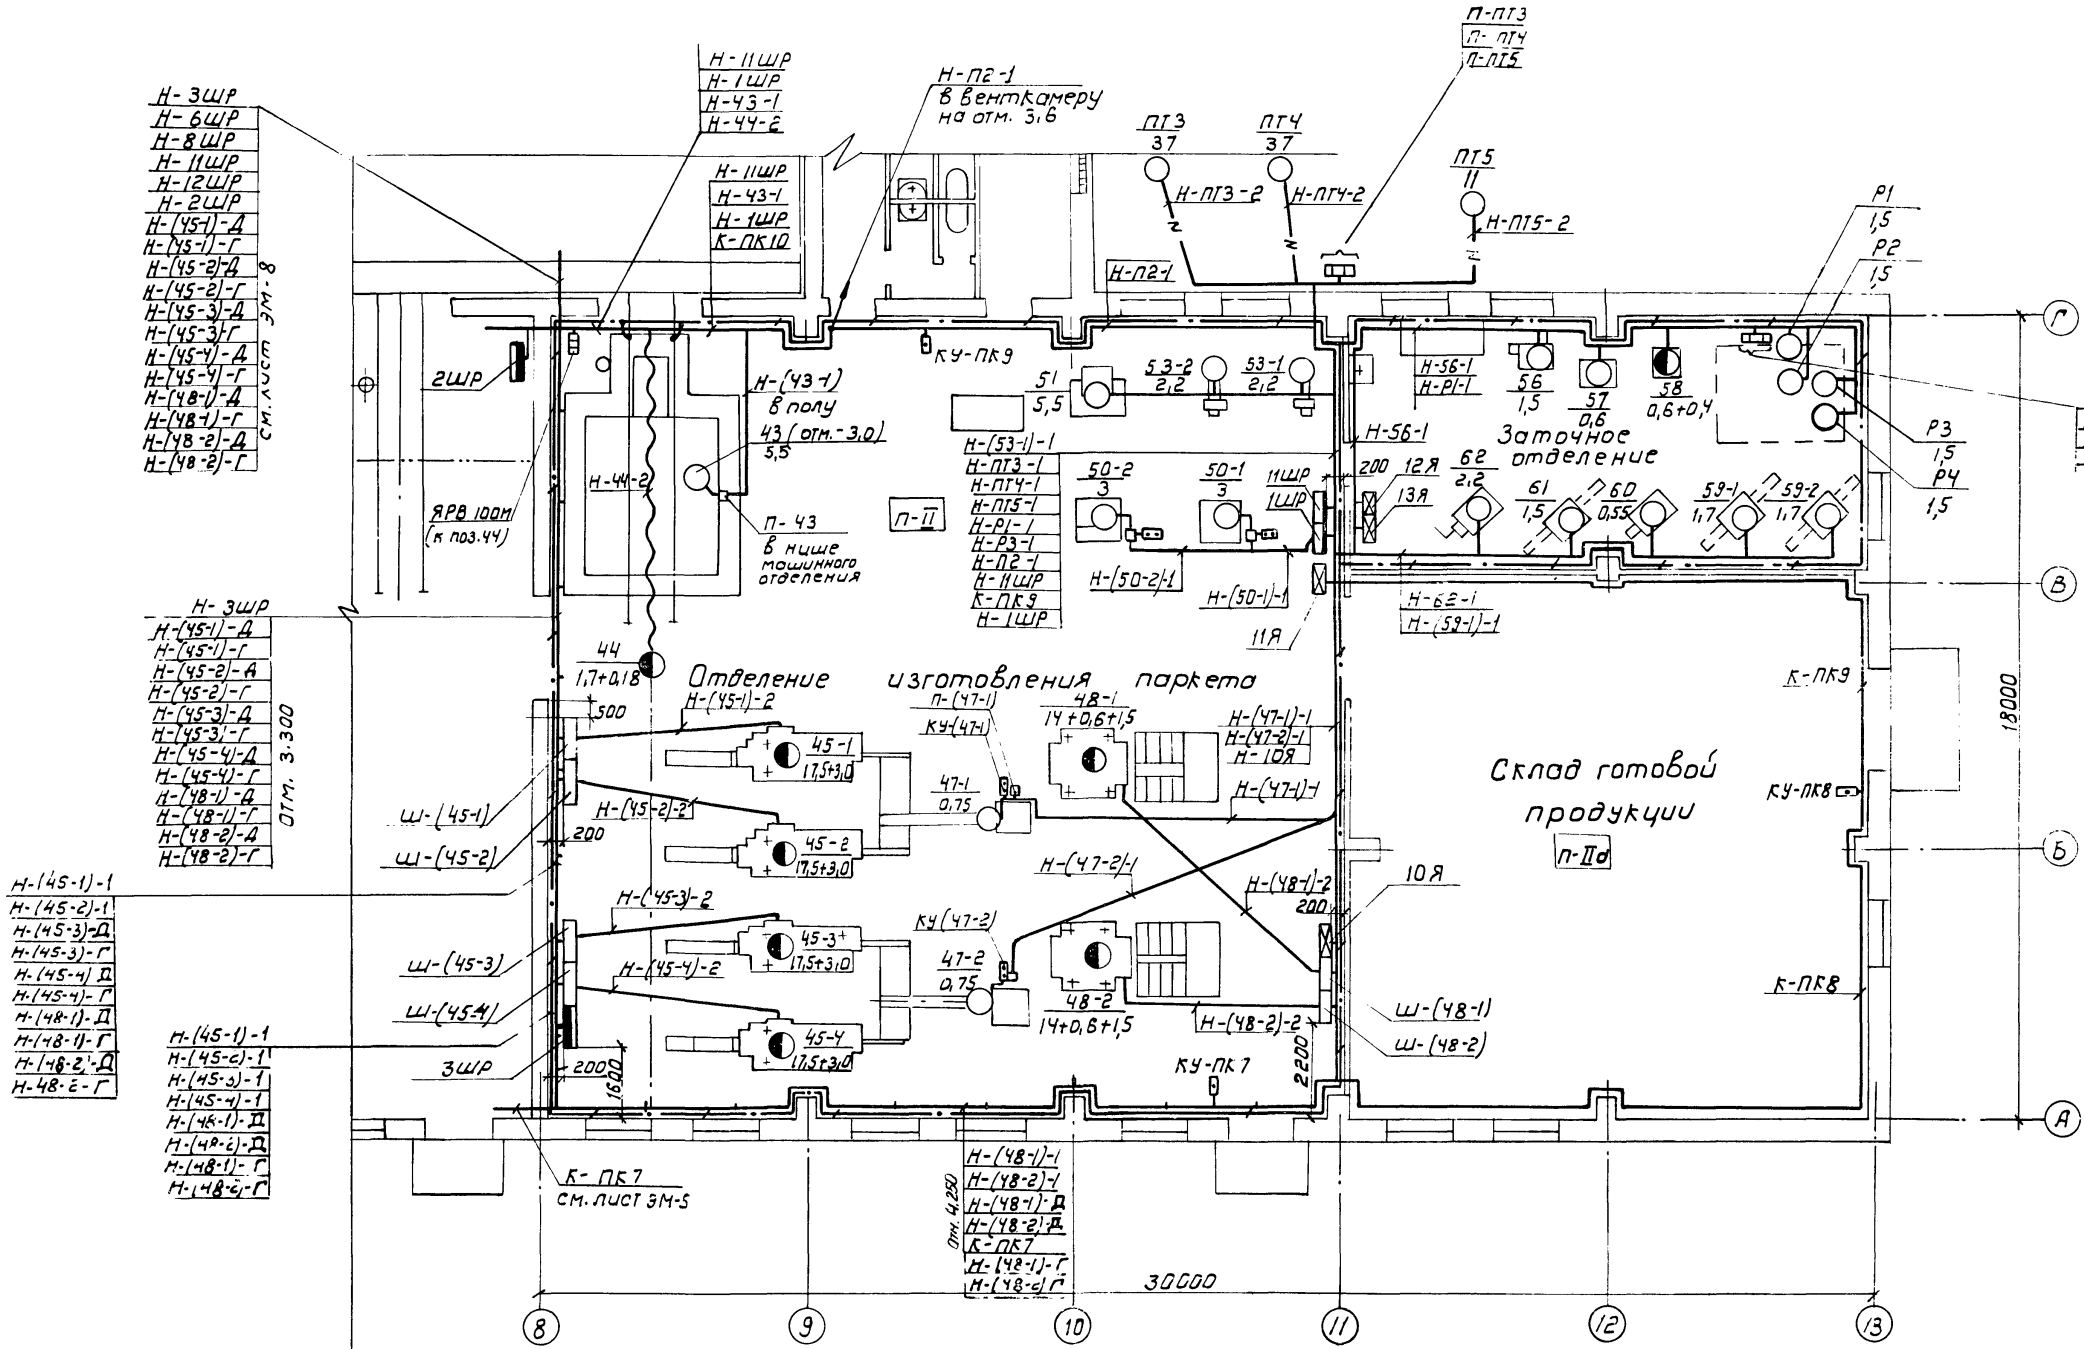 П-ПТ3
П-ПТ4
П-ПТ5
Н-11ШР
Н-1ШР
Н-43-1
Н-44-2
Н-П2-1
в венткамеру
на отм. 3,6
Н-3ШР
Н-6ШР
Н-8ШР
Н-11ШР
Н-12ШР
Н-2ШР
Н-(45-1)-Д
Н-(45-1)-Г
Н-(45-2)-Д
Н-(45-2)-Г
Н-(45-3)-Д
Н-(45-3)Г
Н-(45-4)-Д
Н-(45-4)-Г
Н-(48-1)-Д
Н-(48-1)-Г
Н-(48-2)-Д
Н-(48-2)-Г
см. лист ЭМ-8
Н-11ШР
Н-43-1
Н-1ШР
К-ПК10
ПТ3
37
ПТ4
37
ПТ5
11
Н-ПТ3-2
Н-ПТ4-2
Н-ПТ5-2
Р1
1,5
Р2
1,5
Н-П2-1
Г
2ШР
КУ-ПК9
Н-(43-1)
в полу
43 (отм.-3,0)
5,5
51
5,5
53-2
2,2
53-1
2,2
Н-56-1
Н-Р1-1
56
1,5
57
0,6
58
0,6+0,4
Р3
1,5
Р4
1,5
Н-56-1
Заточное
отделение
Н-44-2
ЯРВ 100М
(к поз.44)
П-43
в нише
машинного
отделения
П-II
Н-(53-1)-1
Н-ПТ3-1
Н-ПТ4-1
Н-ПТ5-1
Н-Р1-1
Н-Р3-1
Н-П2-1
Н-11ШР
К-ПК9
Н-1ШР
50-2
3
50-1
3
11ШР
1ШР
200
12Я
13Я
62
2,2
61
1,5
60
0,55
59-1
1,7
59-2
1,7
Н-(50-2)-1
Н-(50-1)-1
11Я
Н-62-1
Н-(59-1)-1
В
Н-3ШР
Н-(45-1)-Д
Н-(45-1)-Г
Н-(45-2)-Д
Н-(45-2)-Г
Н-(45-3)-Д
Н-(45-3)-Г
Н-(45-4)-Д
Н-(45-4)-Г
Н-(48-1)-Д
Н-(48-1)-Г
Н-(48-2)-Д
Н-(48-2)-Г
отм. 3.300
44
1,7+0,18
Отделение изготовления паркета
500
Н-(45-1)-2
45-1
17,5+3,0
П-(47-1)
КУ-(47-1)
48-1
14+0,6+1,5
Н-(47-1)-1
Н-(47-2)-1
Н-10Я
К-ПК9
18000
Ш-(45-1)
Н-(45-2)-2
47-1
0,75
Н-(47-1)-1
Склад готовой
продукции
П-IIа
КУ-ПК8
Ш-(45-2)
200
45-2
17,5+3,0
Н-(47-2)-1
Н-(48-1)-2
200
10Я
Б
Н-(45-1)-1
Н-(45-2)-1
Н-(45-3)-Д
Н-(45-3)-Г
Н-(45-4)Д
Н-(45-4)-Г
Н-(48-1)-Д
Н-(48-1)-Г
Н-(48-2)-Д
Н-48-2-Г
Н-(45-3)-2
45-3
17,5+3,0
КУ(47-2)
47-2
0,75
Ш-(45-3)
Н-(45-4)-2
Ш-(45-4)
48-2
14+0,6+1,5
Н-(48-2)-2
Ш-(48-1)
Ш-(48-2)
К-ПК8
45-4
17,5+3,0
3ШР
200
1600
КУ-ПК7
2200
Н-(45-1)-1
Н-(45-2)-1
Н-(45-3)-1
Н-(45-4)-1
Н-(48-1)-Д
Н-(48-2)-Д
Н-(48-1)-Г
Н-(48-2)-Г
А
К-ПК7
см. лист ЭМ-5
отм. 4.250
Н-(48-1)-1
Н-(48-2)-1
Н-(48-1)-Д
Н-(48-2)-Д
К-ПК7
Н-(48-1)-Г
Н-(48-2)Г
30000
8 9 10 11 12 13